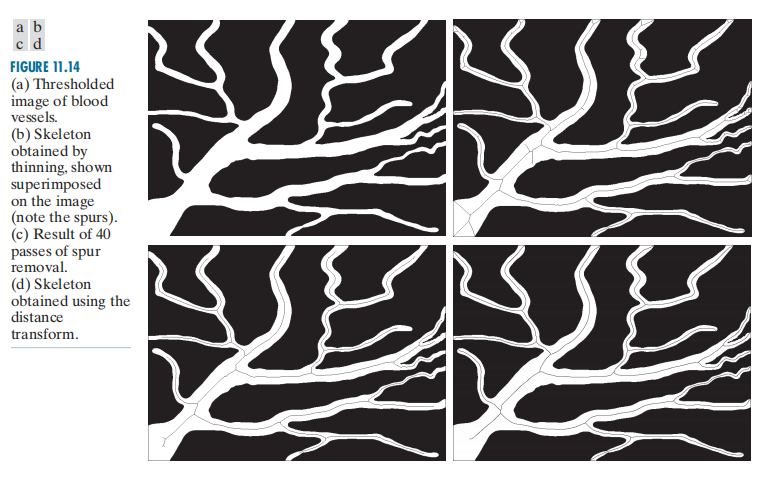 a b
c d
FIGURE 11.14
(a) Thresholded
image of blood
vessels.
(b) Skeleton
obtained by
thinning, shown
superimposed
on the image
(note the spurs).
(c) Result of 40
passes of spur
removal.
(d) Skeleton
obtained using the
distance
transform.